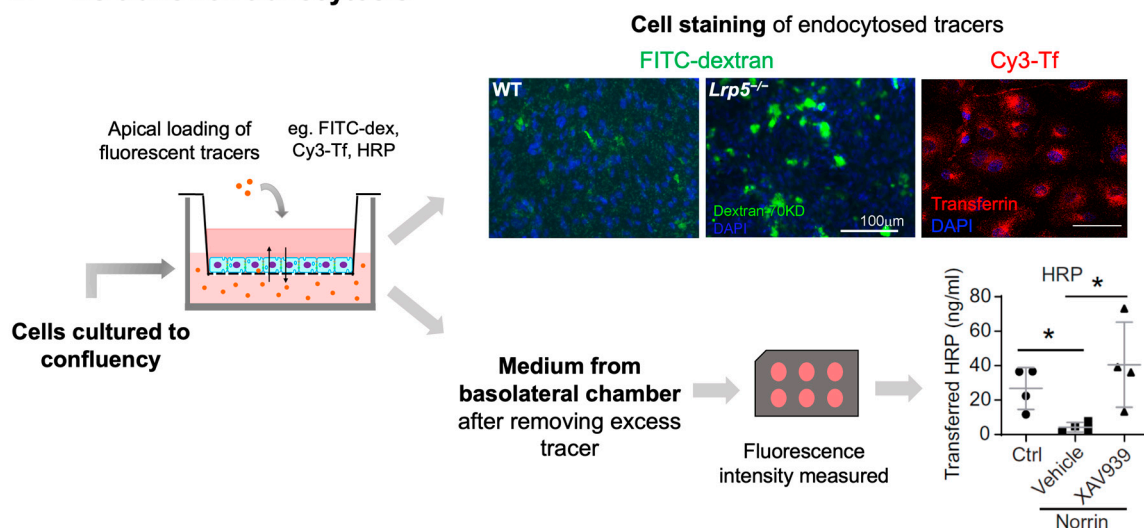 Cell staining of endocytosed tracers
FITC-dextran
Cy3-Tf
WT
Lrp5–/–
Dextran-70KD
DAPI
100μm
Transferrin
DAPI
Apical loading of
fluorescent tracers
eg. FITC-dex,
Cy3-Tf, HRP
Cells cultured to
confluency
Medium from
basolateral chamber
after removing excess
tracer
Fluorescence
intensity measured
HRP
Transferred HRP (ng/ml)
80
60
40
20
0
*
*
Ctrl
Vehicle
XAV939
Norrin